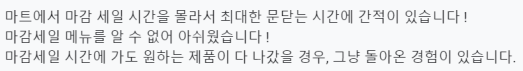 마트에서 마감 세일 시간을 몰라서 최대한 문닫는 시간에 간적이 있습니다 !
마감세일 메뉴를 알 수 없어 아쉬웠습니다 !
마감세일 시간에 가도 원하는 제품이 다 나갔을 경우, 그냥 돌아온 경험이 있습니다.